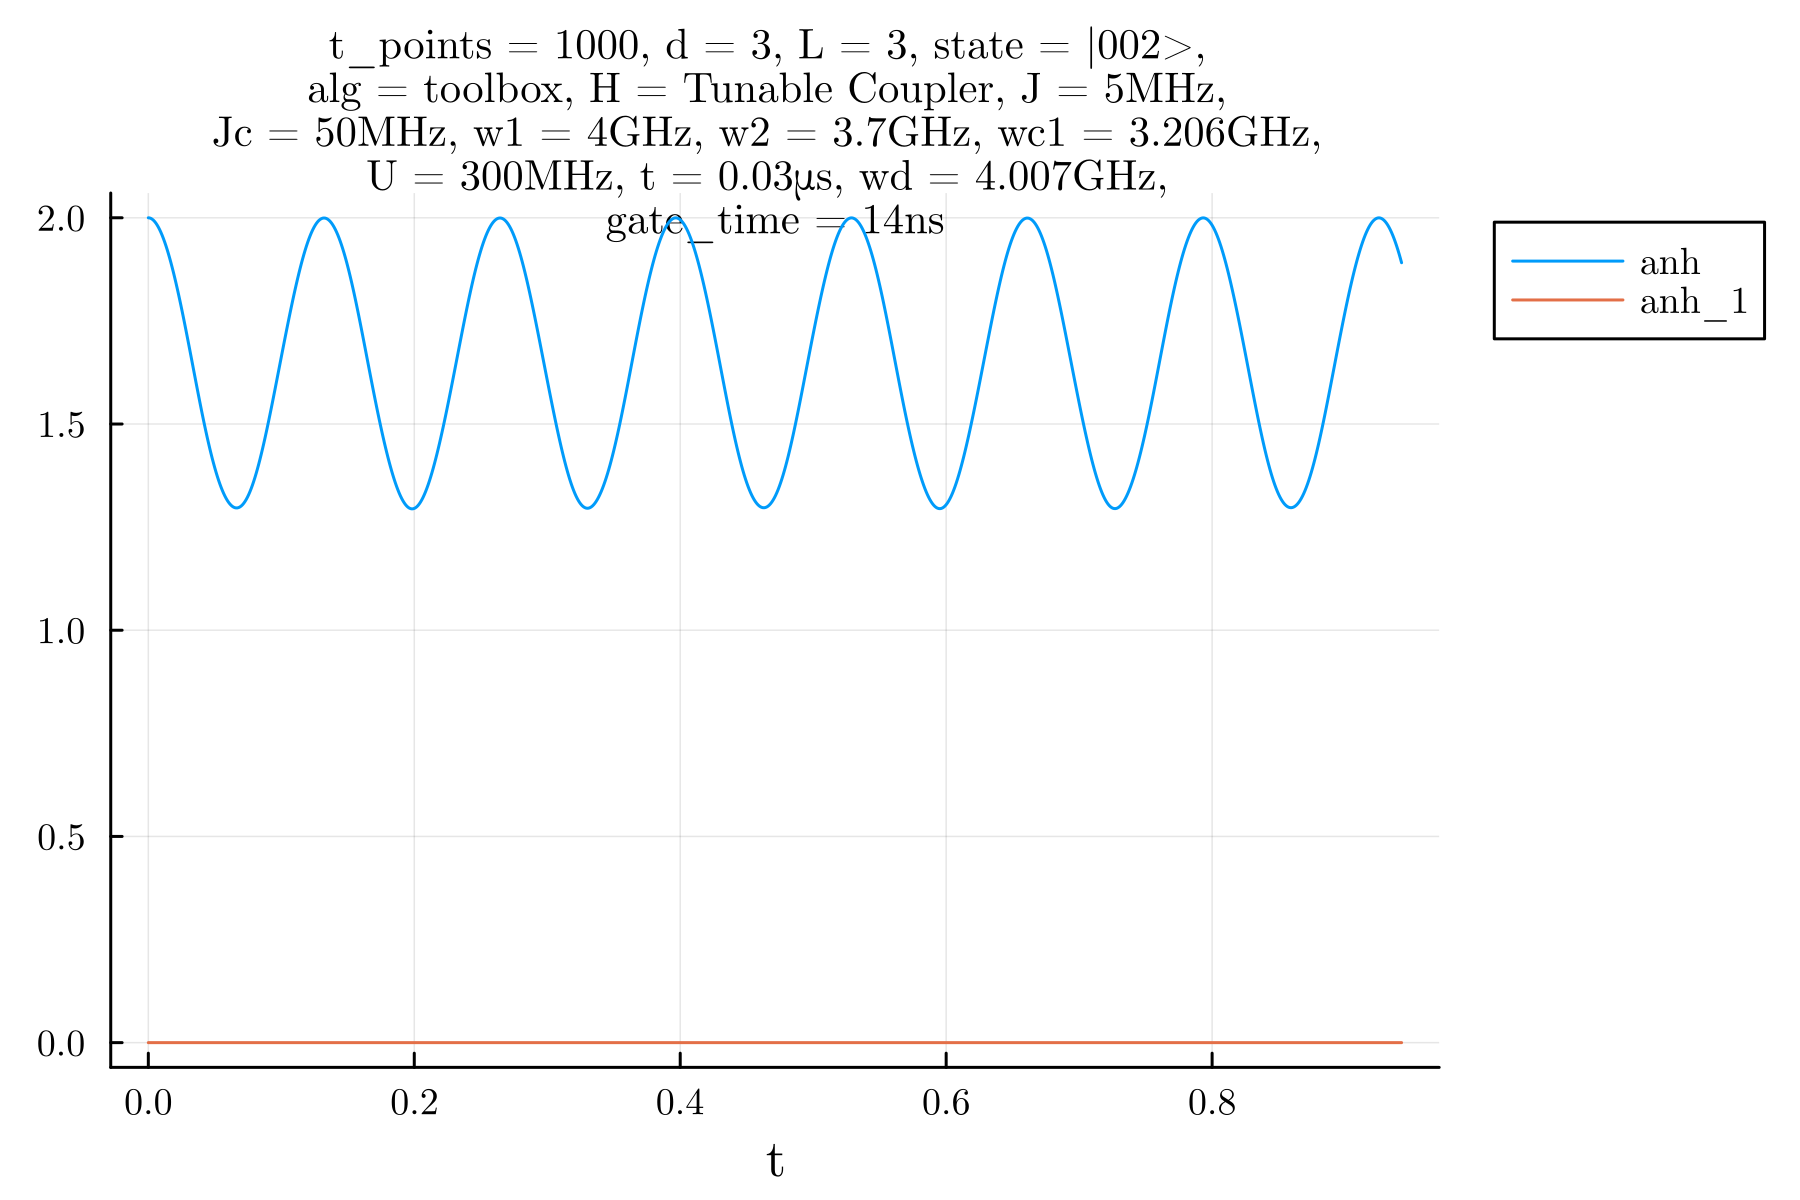 t_points = 1000, d = 3, L = 3, state = |002>,
alg = toolbox, H = Tunable Coupler, J = 5MHz,
Jc = 50MHz, w1 = 4GHz, w2 = 3.7GHz, wc1 = 3.206GHz,
U = 300MHz, t = 0.03μs, wd = 4.007GHz,
gate_time = 14ns
anh
anh_1
2.0
1.5
1.0
0.5
0.0
0.0 0.2 0.4 0.6 0.8
t